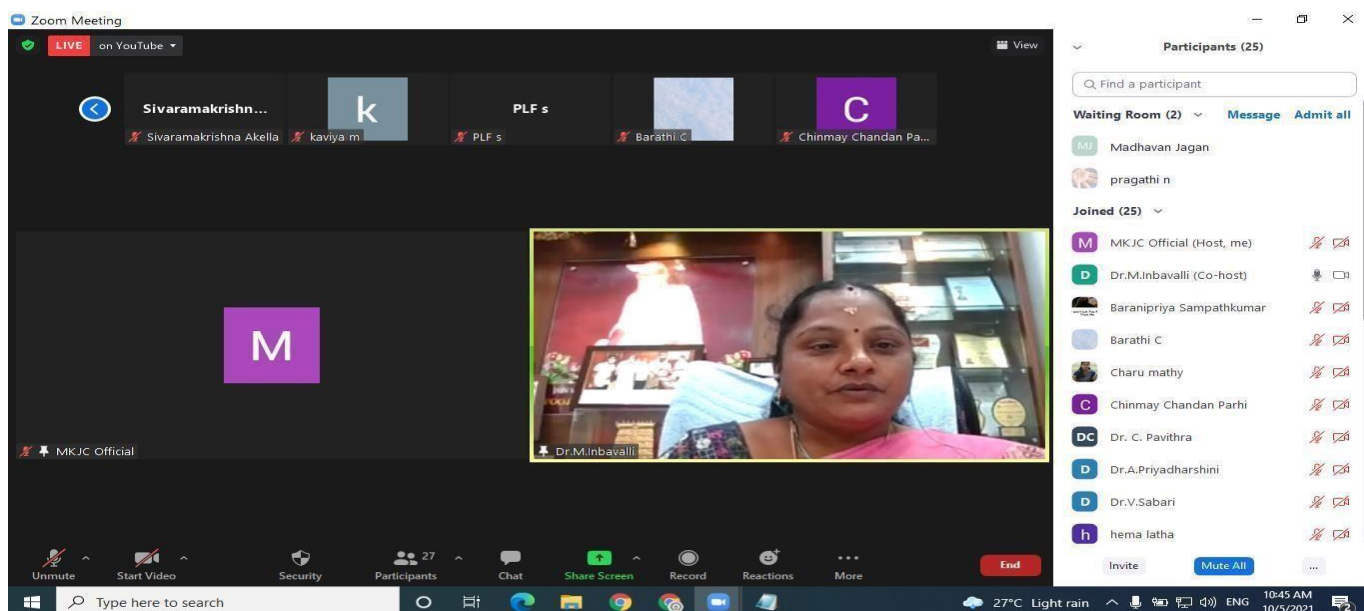 Zoom Meeting
LIVE on YouTube
View
Sivaramakrishn...
k
PLF s
C
Sivaramakrishna Akella
kaviya m
PLF s
Barathi C
Chinmay Chandan Pa...
M
MKJC Official
Dr.M.Inbavalli
Unmute
Start Video
Security
Participants
27
Chat
Share Screen
Record
Reactions
More
End
Participants (25)
Find a participant
Waiting Room (2) Message Admit all
MJ Madhavan Jagan
pragathi n
Joined (25)
M MKJC Official (Host, me)
D Dr.M.Inbavalli (Co-host)
Baranipriya Sampathkumar
Barathi C
Charu mathy
C Chinmay Chandan Parhi
DC Dr. C. Pavithra
D Dr.A.Priyadharshini
D Dr.V.Sabari
h hema latha
Invite Mute All ...
Type here to search
27°C Light rain
ENG
10:45 AM
10/5/2021
2